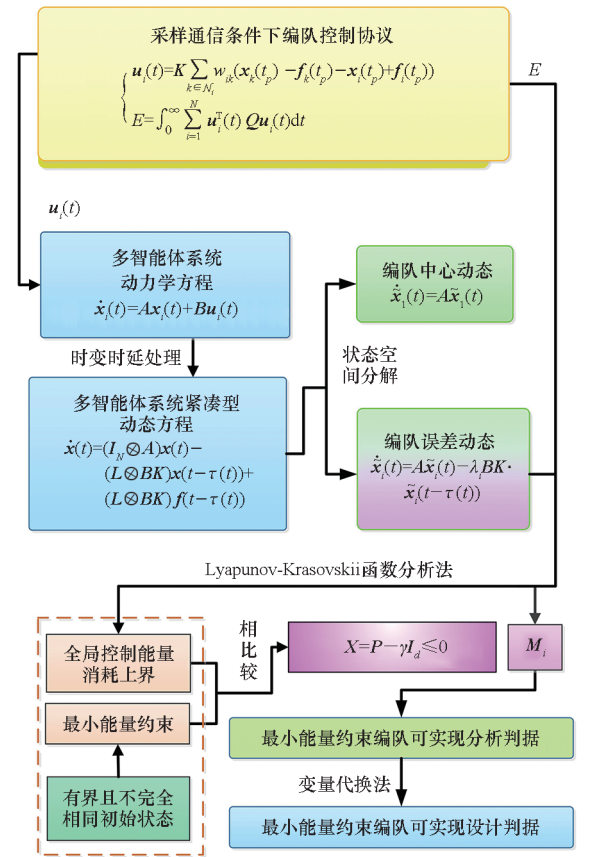 采样通信条件下编队控制协议
u_i(t)=K∑_{k∈N_i} w_{ik}(x_k(t_p)-f_k(t_p)-x_i(t_p)+f_i(t_p))
E=∫_0^∞ ∑_{i=1}^N u_i^T(t) Qu_i(t)dt
E
u_i(t)
多智能体系统
动力学方程
ẋ_i(t)=Ax_i(t)+Bu_i(t)
编队中心动态
ẋ̃_1(t)=Ax̃_1(t)
时变时延处理
状态空
间分解
多智能体系统紧凑型
动态方程
ẋ(t)=(I_N⊗A)x(t)-
(L⊗BK)x(t-τ(t))+
(L⊗BK)f(t-τ(t))
编队误差动态
ẋ̃_i(t)=Ax̃_i(t)-λ_iBK·
x̃_i(t-τ(t))
Lyapunov-Krasovskii函数分析法
全局控制能量
消耗上界
相比较
X=P-γI_d≤0
M_i
最小能量约束
有界且不完全
相同初始状态
最小能量约束编队可实现分析判据
变量代换法
最小能量约束编队可实现设计判据